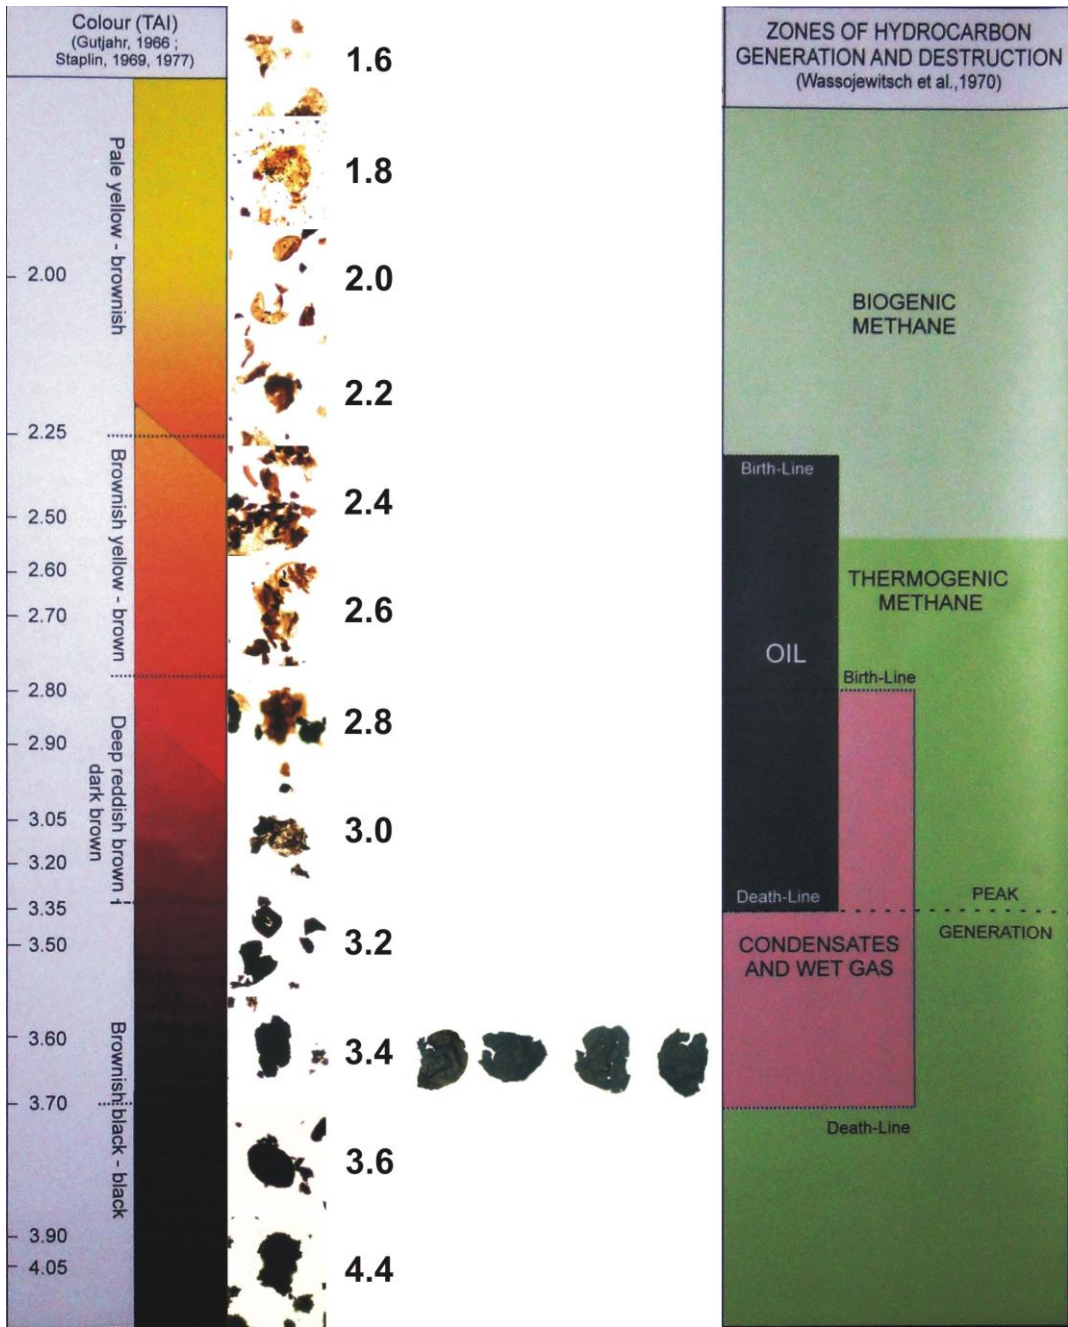 Colour (TAI)
(Gutjahr, 1966 ;
Staplin, 1969, 1977)
2.00
2.25
2.50
2.60
2.70
2.80
2.90
3.05
3.20
3.35
3.50
3.60
3.70
3.90
4.05
Pale yellow - brownish
Brownish yellow - brown
Deep reddish brown -
dark brown
Brownish black - black
1.6
1.8
2.0
2.2
2.4
2.6
2.8
3.0
3.2
3.4
3.6
4.4
ZONES OF HYDROCARBON
GENERATION AND DESTRUCTION
(Wassojewitsch et al.,1970)
BIOGENIC
METHANE
Birth-Line
THERMOGENIC
METHANE
OIL
Birth-Line
Death-Line
PEAK
GENERATION
CONDENSATES
AND WET GAS
Death-Line